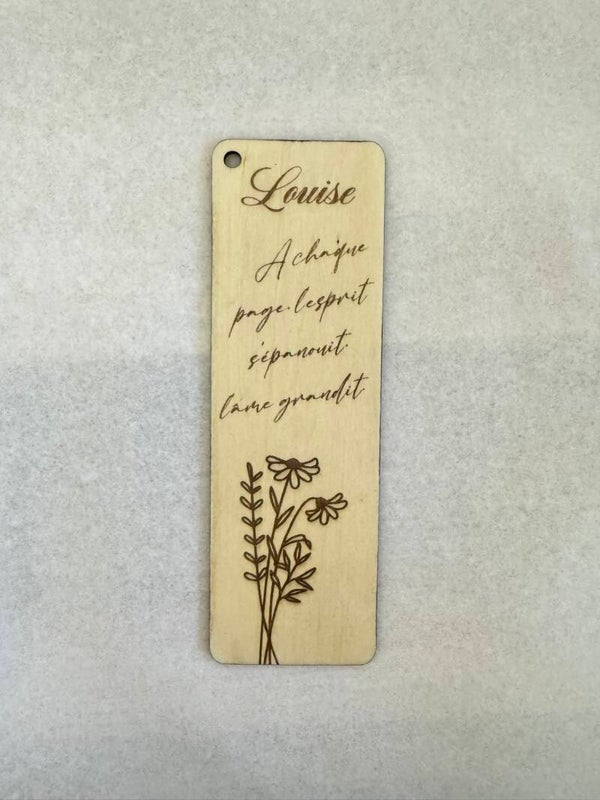 Louise
A chaque
page, l'esprit
s'épanouit,
l'âme grandit